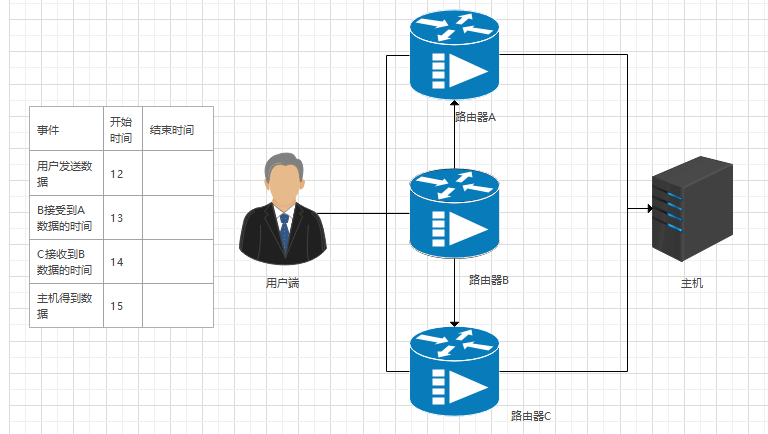 事件
开始
时间
结束时间
用户发送数
据
12
B接受到A
数据的时间
13
C接收到B
数据的时间
14
主机得到数
据
15
用户端
路由器A
路由器B
路由器C
主机